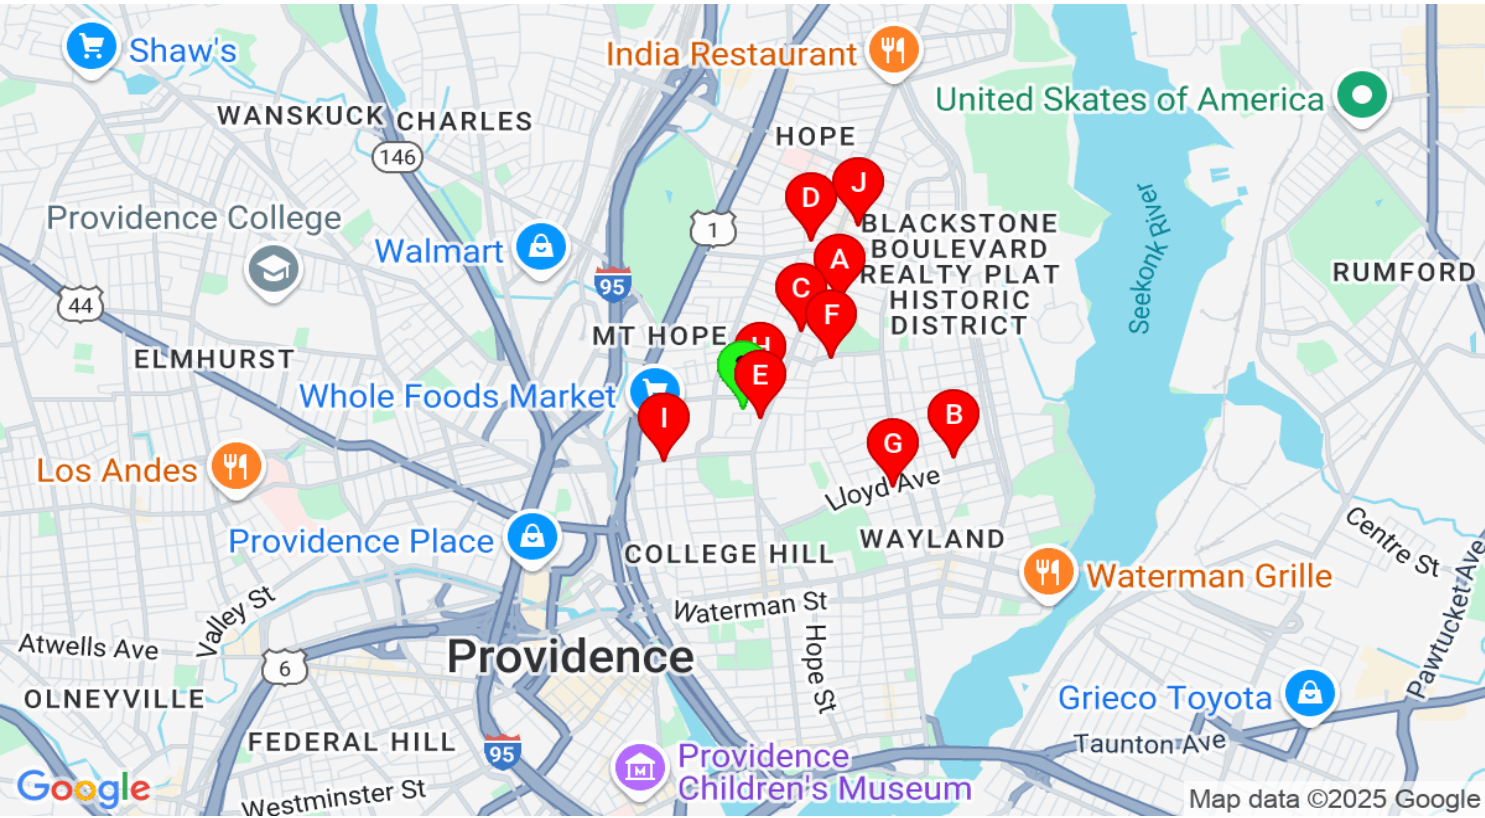 Shaw's
India Restaurant
United Skates of America
WANSKUCK
CHARLES
146
HOPE
Providence College
Walmart
1
D
J
BLACKSTONE
BOULEVARD
REALTY PLAT
HISTORIC
DISTRICT
A
C
F
Seekonk River
RUMFORD
44
95
MT HOPE
ELMHURST
H
E
Whole Foods Market
I
B
G
Los Andes
Lloyd Ave
Providence Place
COLLEGE HILL
WAYLAND
Centre St
Waterman Grille
Waterman St
Hope St
Valley St
Atwells Ave
Providence
6
Pawtucket Ave
OLNEYVILLE
Grieco Toyota
FEDERAL HILL
95
Taunton Ave
Providence
Children's Museum
Google
Westminster St
Map data ©2025 Google